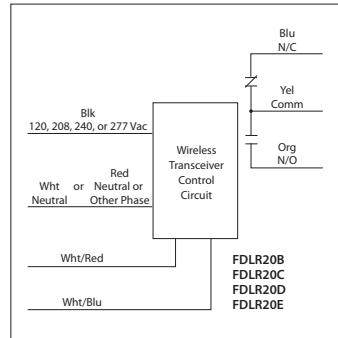 Blu
N/C
Yel
Comm
Org
N/O
Blk
120, 208, 240, or 277 Vac
Wireless
Transceiver
Control
Circuit
Red
Wht or Neutral or
Neutral Other Phase
Wht/Red
Wht/Blu
FDLR20B
FDLR20C
FDLR20D
FDLR20E